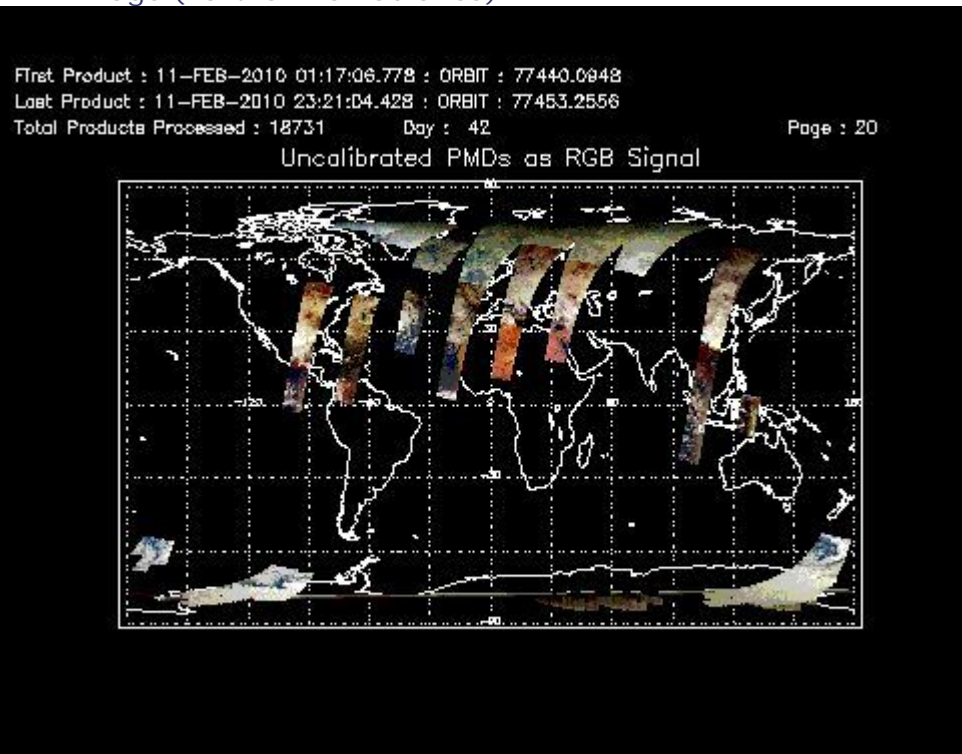 First Product : 11-FEB-2010 01:17:06.778 : ORBIT : 77440.0948
Last Product : 11-FEB-2010 23:21:04.428 : ORBIT : 77453.2556
Total Products Processed : 18731 Day : 42 Page : 20
Uncalibrated PMDs as RGB Signal